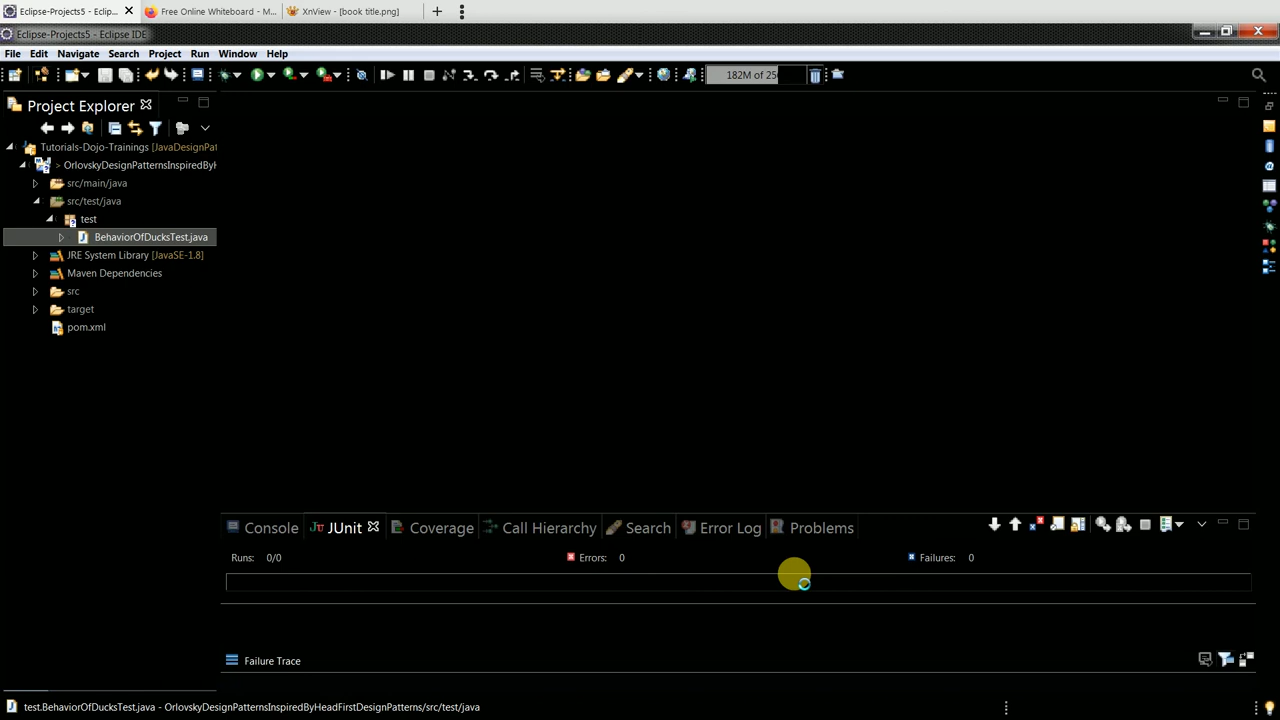 Eclipse-Projects5 - Eclip...
Free Online Whiteboard - M...
XnView - [book title.png]
Eclipse-Projects5 - Eclipse IDE
File Edit Navigate Search Project Run Window Help
182M of 256
Project Explorer
Tutorials-Dojo-Trainings [JavaDesignPat
> OrlovskyDesignPatternsInspiredByH
src/main/java
src/test/java
test
BehaviorOfDucksTest.java
JRE System Library [JavaSE-1.8]
Maven Dependencies
src
target
pom.xml
Console JUnit Coverage Call Hierarchy Search Error Log Problems
Runs: 0/0 Errors: 0 Failures: 0
Failure Trace
test.BehaviorOfDucksTest.java - OrlovskyDesignPatternsInspiredByHeadFirstDesignPatterns/src/test/java